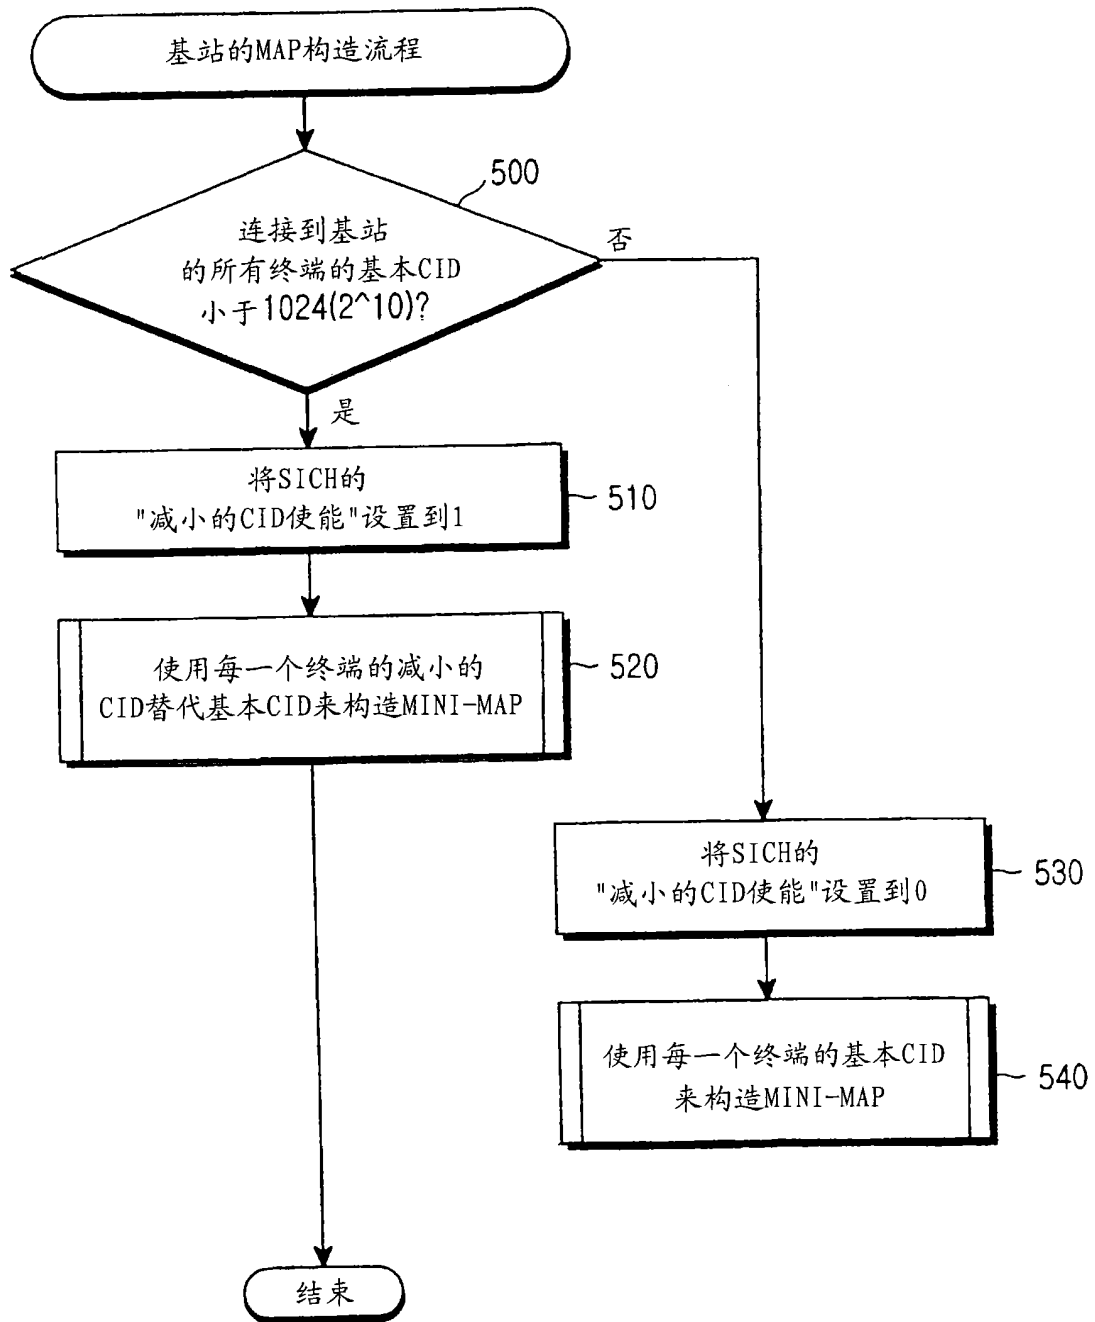 基站的MAP构造流程
500
连接到基站
的所有终端的基本CID
小于1024(2^10)?
否
是
将SICH的
"减小的CID使能"设置到1
510
使用每一个终端的减小的
CID替代基本CID来构造MINI-MAP
520
将SICH的
"减小的CID使能"设置到0
530
使用每一个终端的基本CID
来构造MINI-MAP
540
结束